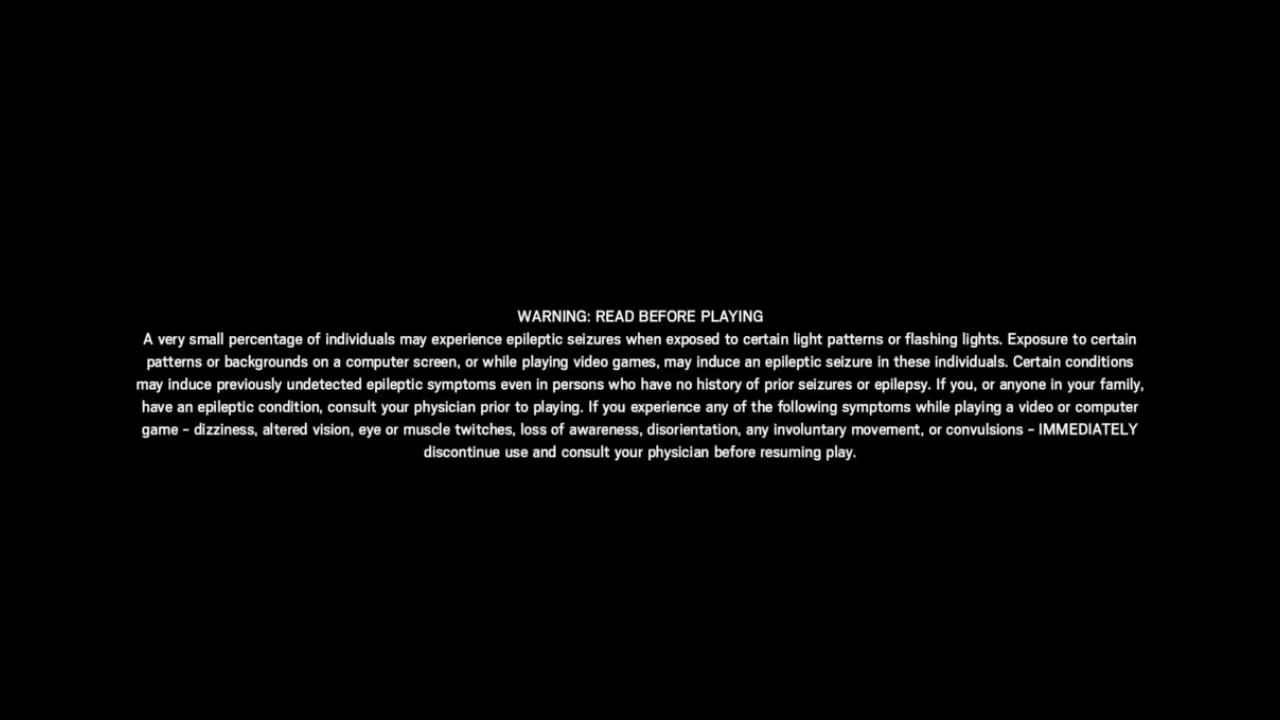 WARNING: READ BEFORE PLAYING
A very small percentage of individuals may experience epileptic seizures when exposed to certain light patterns or flashing lights. Exposure to certain
patterns or backgrounds on a computer screen, or while playing video games, may induce an epileptic seizure in these individuals. Certain conditions
may induce previously undetected epileptic symptoms even in persons who have no history of prior seizures or epilepsy. If you, or anyone in your family,
have an epileptic condition, consult your physician prior to playing. If you experience any of the following symptoms while playing a video or computer
game - dizziness, altered vision, eye or muscle twitches, loss of awareness, disorientation, any involuntary movement, or convulsions - IMMEDIATELY
discontinue use and consult your physician before resuming play.